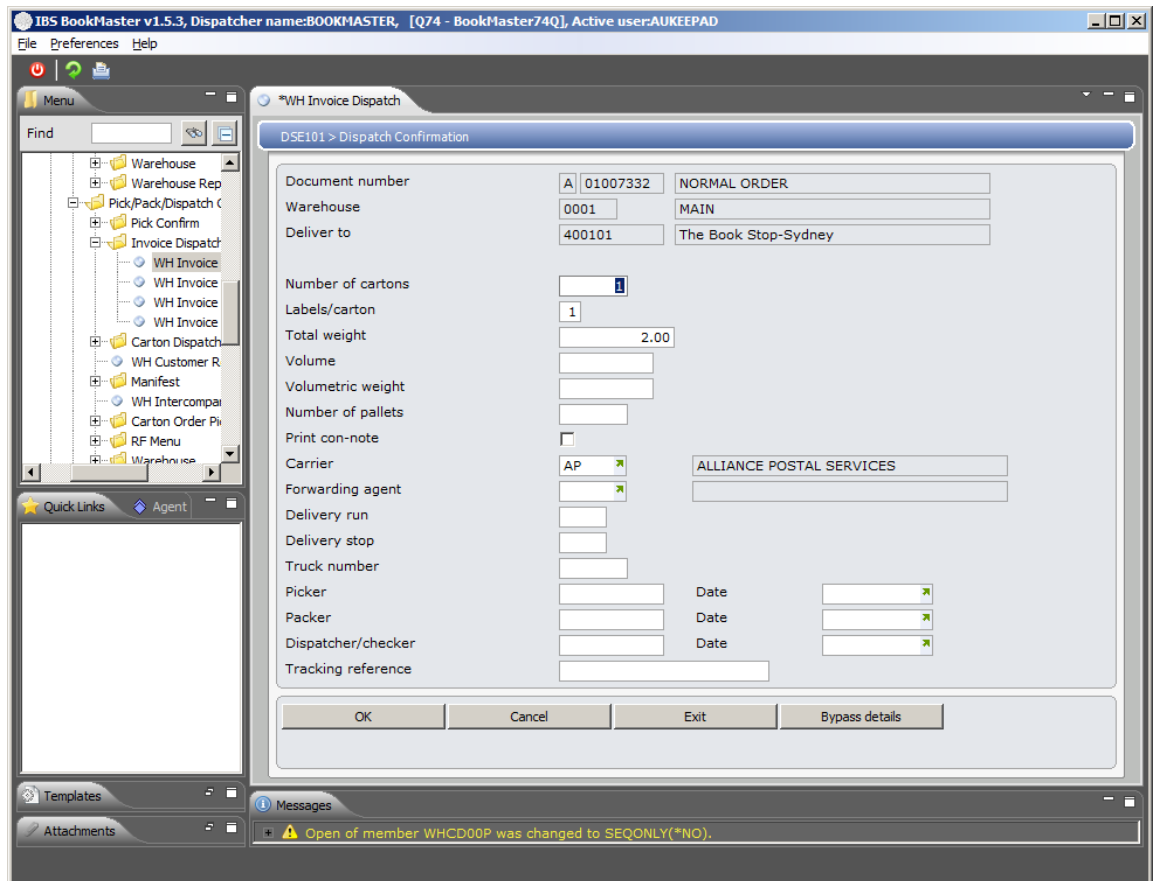 IBS BookMaster v1.5.3, Dispatcher name:BOOKMASTER, [Q74 - BookMaster74Q], Active user:AUKEEPAD
File Preferences Help
Menu
Find
Warehouse
Warehouse Rep
Pick/Pack/Dispatch C
Pick Confirm
Invoice Dispatch
WH Invoice
WH Invoice
WH Invoice
WH Invoice
Carton Dispatch
WH Customer R
Manifest
WH Intercompa
Carton Order Pi
RF Menu
Warehouse
Quick Links Agent
Templates
Attachments
*WH Invoice Dispatch
DSE101 > Dispatch Confirmation
Document number A 01007332 NORMAL ORDER
Warehouse 0001 MAIN
Deliver to 400101 The Book Stop-Sydney
Number of cartons 1
Labels/carton 1
Total weight 2.00
Volume
Volumetric weight
Number of pallets
Print con-note
Carrier AP ALLIANCE POSTAL SERVICES
Forwarding agent
Delivery run
Delivery stop
Truck number
Picker Date
Packer Date
Dispatcher/checker Date
Tracking reference
OK Cancel Exit Bypass details
Messages
Open of member WHCD00P was changed to SEQONLY(*NO).